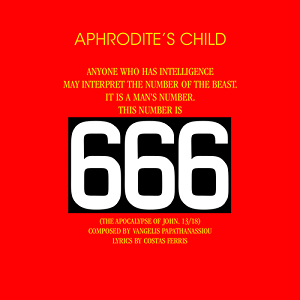 APHRODITE´S CHILD
ANYONE WHO HAS INTELLIGENCE
MAY INTERPRET THE NUMBER OF THE BEAST.
IT IS A MAN'S NUMBER.
THIS NUMBER IS
666
(THE APOCALYPSE OF JOHN. 13/18)
COMPOSED BY VANGELIS PAPATHANASSIOU
LYRICS BY COSTAS FERRIS